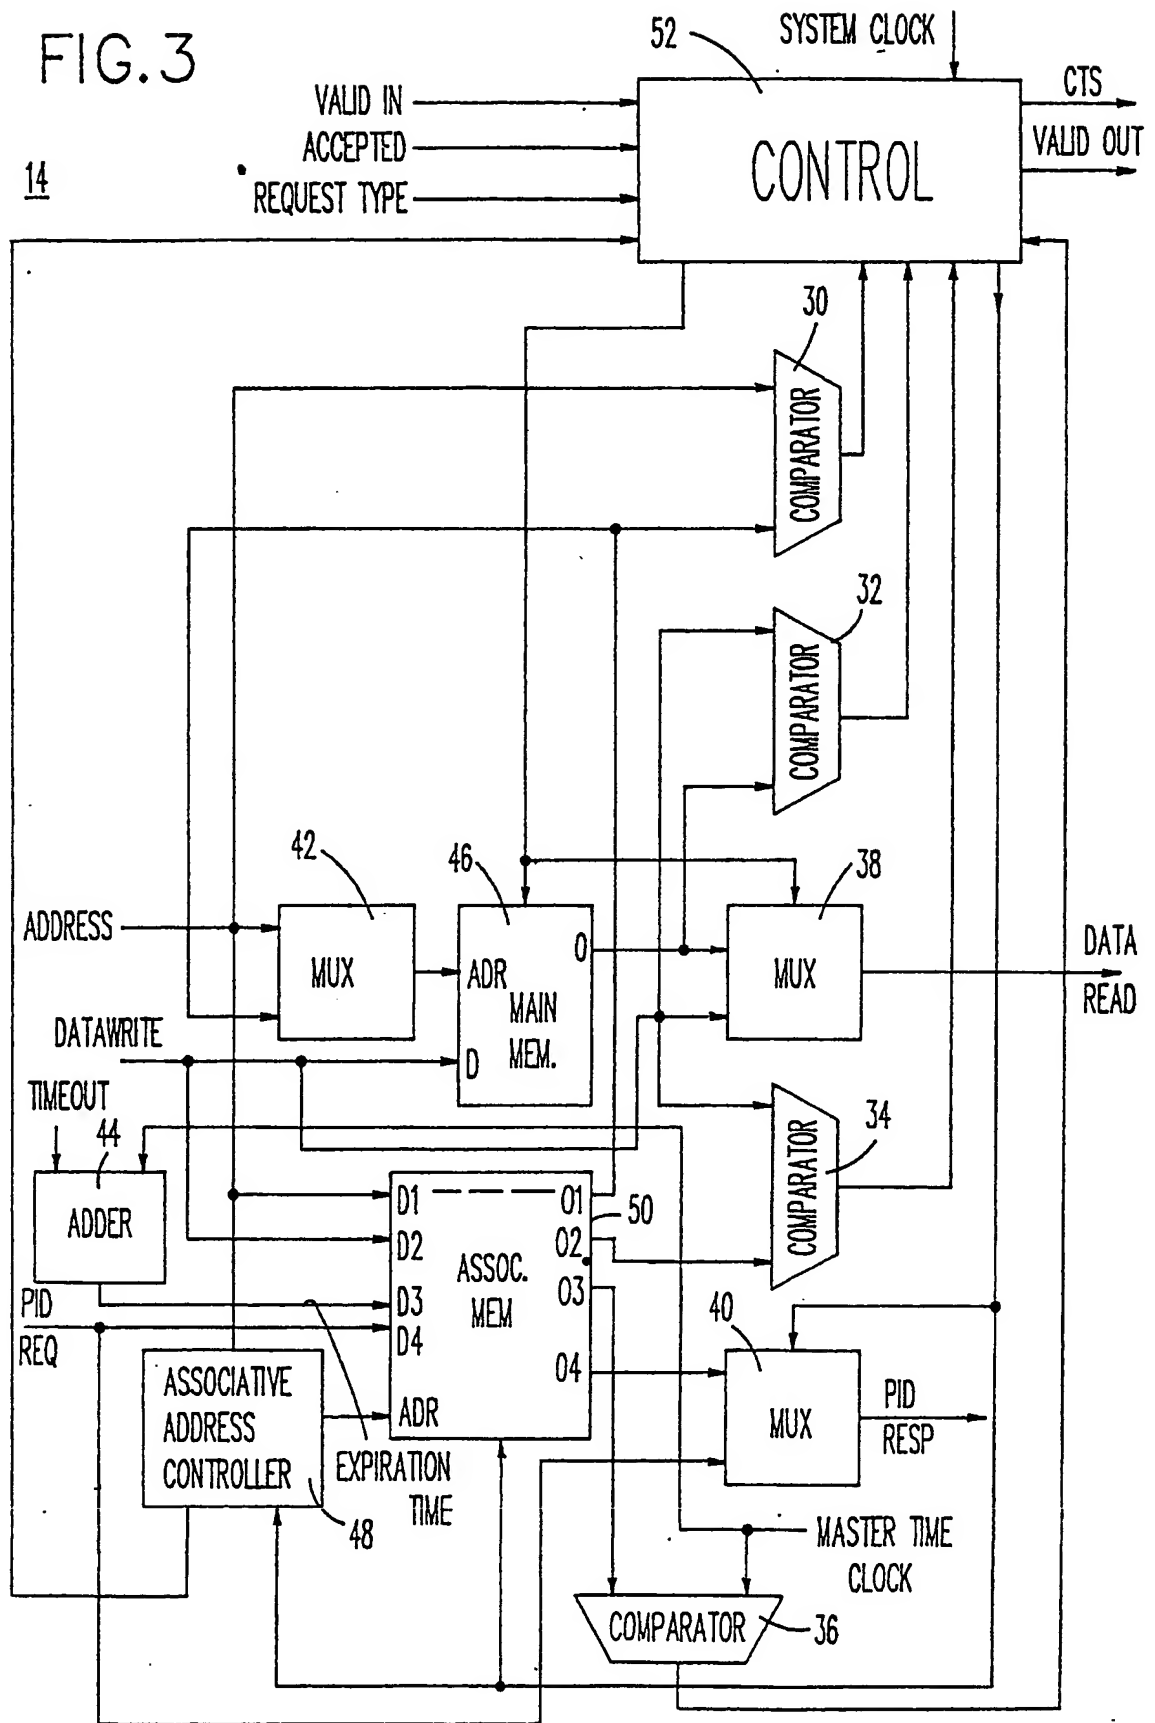 FIG. 3
14
52
SYSTEM CLOCK
VALID IN
ACCEPTED
REQUEST TYPE
CONTROL
CTS
VALID OUT
30
COMPARATOR
32
COMPARATOR
42
46
38
ADDRESS
MUX
ADR
O
MAIN
MEM.
D
MUX
DATA
READ
DATAWRITE
TIMEOUT
44
ADDER
34
COMPARATOR
D1
D2
D3
D4
ADR
ASSOC.
MEM
O1
O2
O3
O4
50
PID
REQ
40
MUX
PID
RESP
ASSOCIATIVE
ADDRESS
CONTROLLER
48
EXPIRATION
TIME
MASTER TIME
CLOCK
COMPARATOR
36